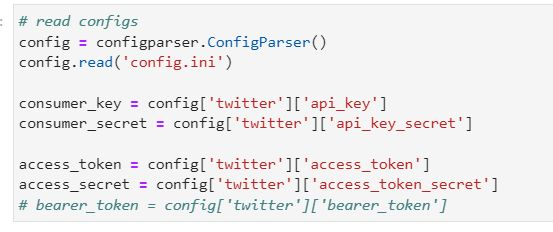 # read configs
config = configparser.ConfigParser()
config.read('config.ini')
consumer_key = config['twitter']['api_key']
consumer_secret = config['twitter']['api_key_secret']
access_token = config['twitter']['access_token']
access_secret = config['twitter']['access_token_secret']
# bearer_token = config['twitter']['bearer_token']